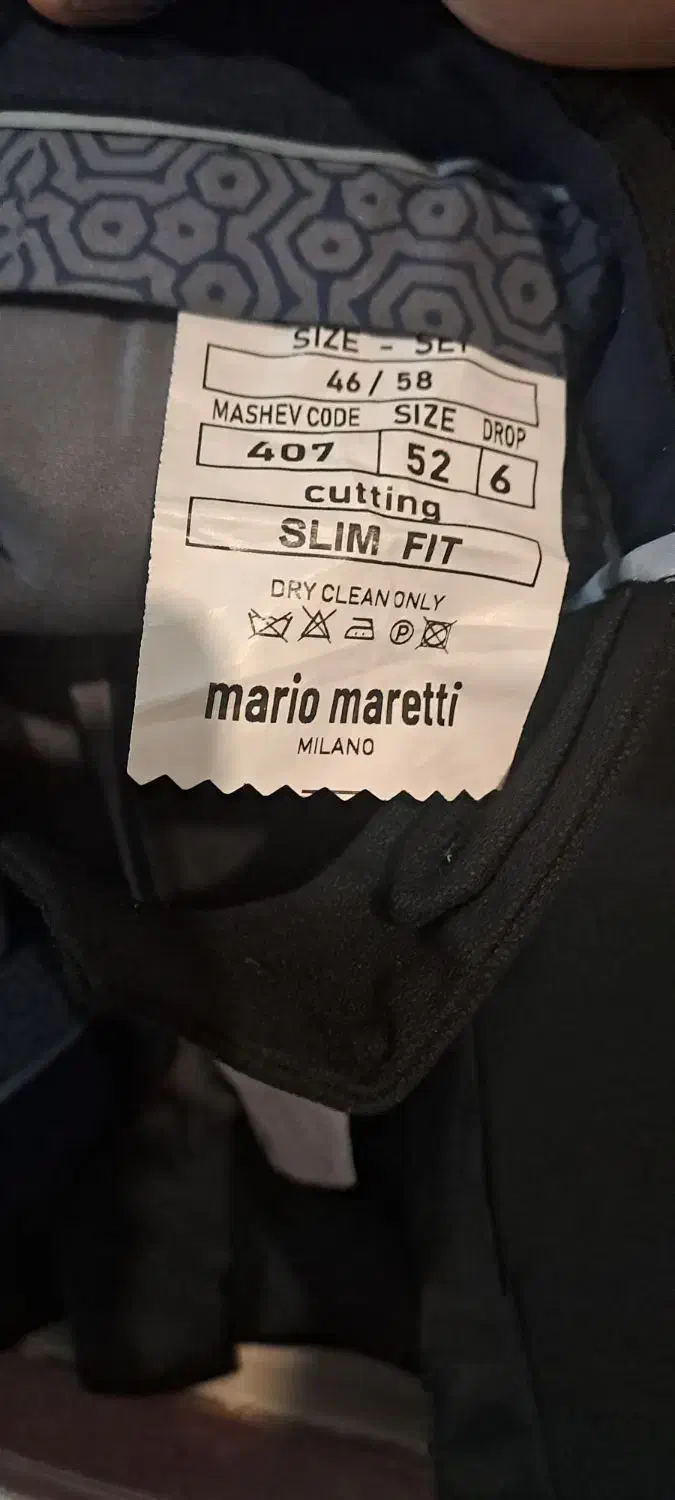 SIZE - SET
46 / 58
MASHEV CODE SIZE DROP
407 52 6
cutting
SLIM FIT
DRY CLEAN ONLY
P
mario maretti
MILANO